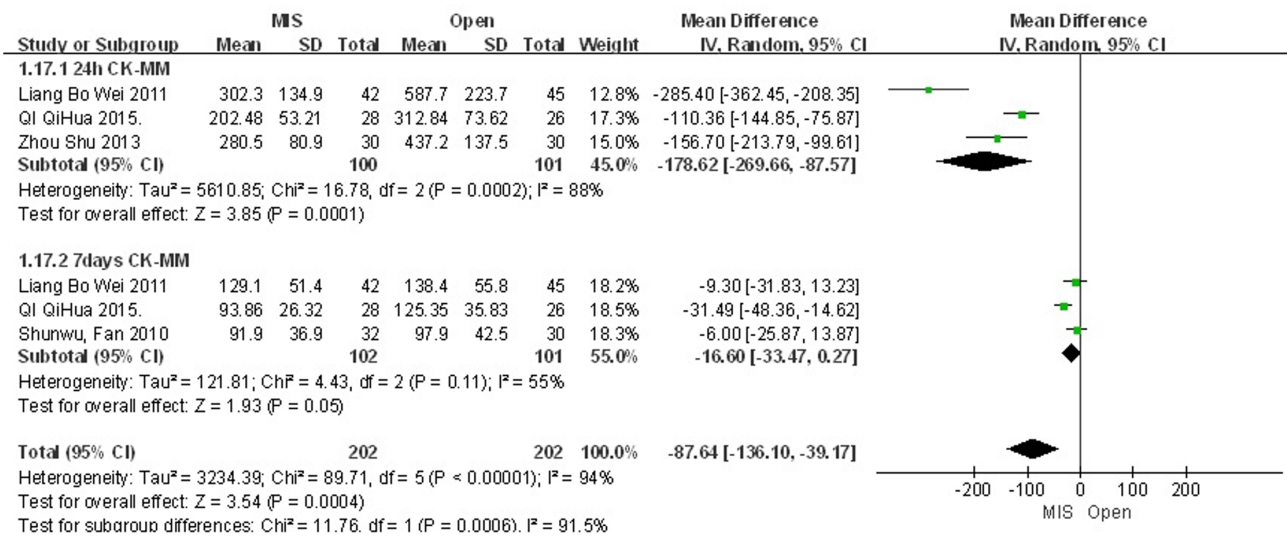 MIS Open Mean Difference Mean Difference
Study or Subgroup Mean SD Total Mean SD Total Weight IV, Random, 95% CI IV, Random, 95% CI
1.17.1 24h CK-MM
Liang Bo Wei 2011 302.3 134.9 42 587.7 223.7 45 12.8% -285.40 [-362.45, -208.35]
QI QiHua 2015. 202.48 53.21 28 312.84 73.62 26 17.3% -110.36 [-144.85, -75.87]
Zhou Shu 2013 280.5 80.9 30 437.2 137.5 30 15.0% -156.70 [-213.79, -99.61]
Subtotal (95% CI) 100 101 45.0% -178.62 [-269.66, -87.57]
Heterogeneity: Tau² = 5610.85; Chi² = 16.78, df = 2 (P = 0.0002); I² = 88%
Test for overall effect: Z = 3.85 (P = 0.0001)
1.17.2 7days CK-MM
Liang Bo Wei 2011 129.1 51.4 42 138.4 55.8 45 18.2% -9.30 [-31.83, 13.23]
QI QiHua 2015. 93.86 26.32 28 125.35 35.83 26 18.5% -31.49 [-48.36, -14.62]
Shunwu, Fan 2010 91.9 36.9 32 97.9 42.5 30 18.3% -6.00 [-25.87, 13.87]
Subtotal (95% CI) 102 101 55.0% -16.60 [-33.47, 0.27]
Heterogeneity: Tau² = 121.81; Chi² = 4.43, df = 2 (P = 0.11); I² = 55%
Test for overall effect: Z = 1.93 (P = 0.05)
Total (95% CI) 202 202 100.0% -87.64 [-136.10, -39.17]
Heterogeneity: Tau² = 3234.39; Chi² = 89.71, df = 5 (P < 0.00001); I² = 94%
Test for overall effect: Z = 3.54 (P = 0.0004)
Test for subgroup differences: Chi² = 11.76, df = 1 (P = 0.0006), I² = 91.5%
-200 -100 0 100 200
MIS Open